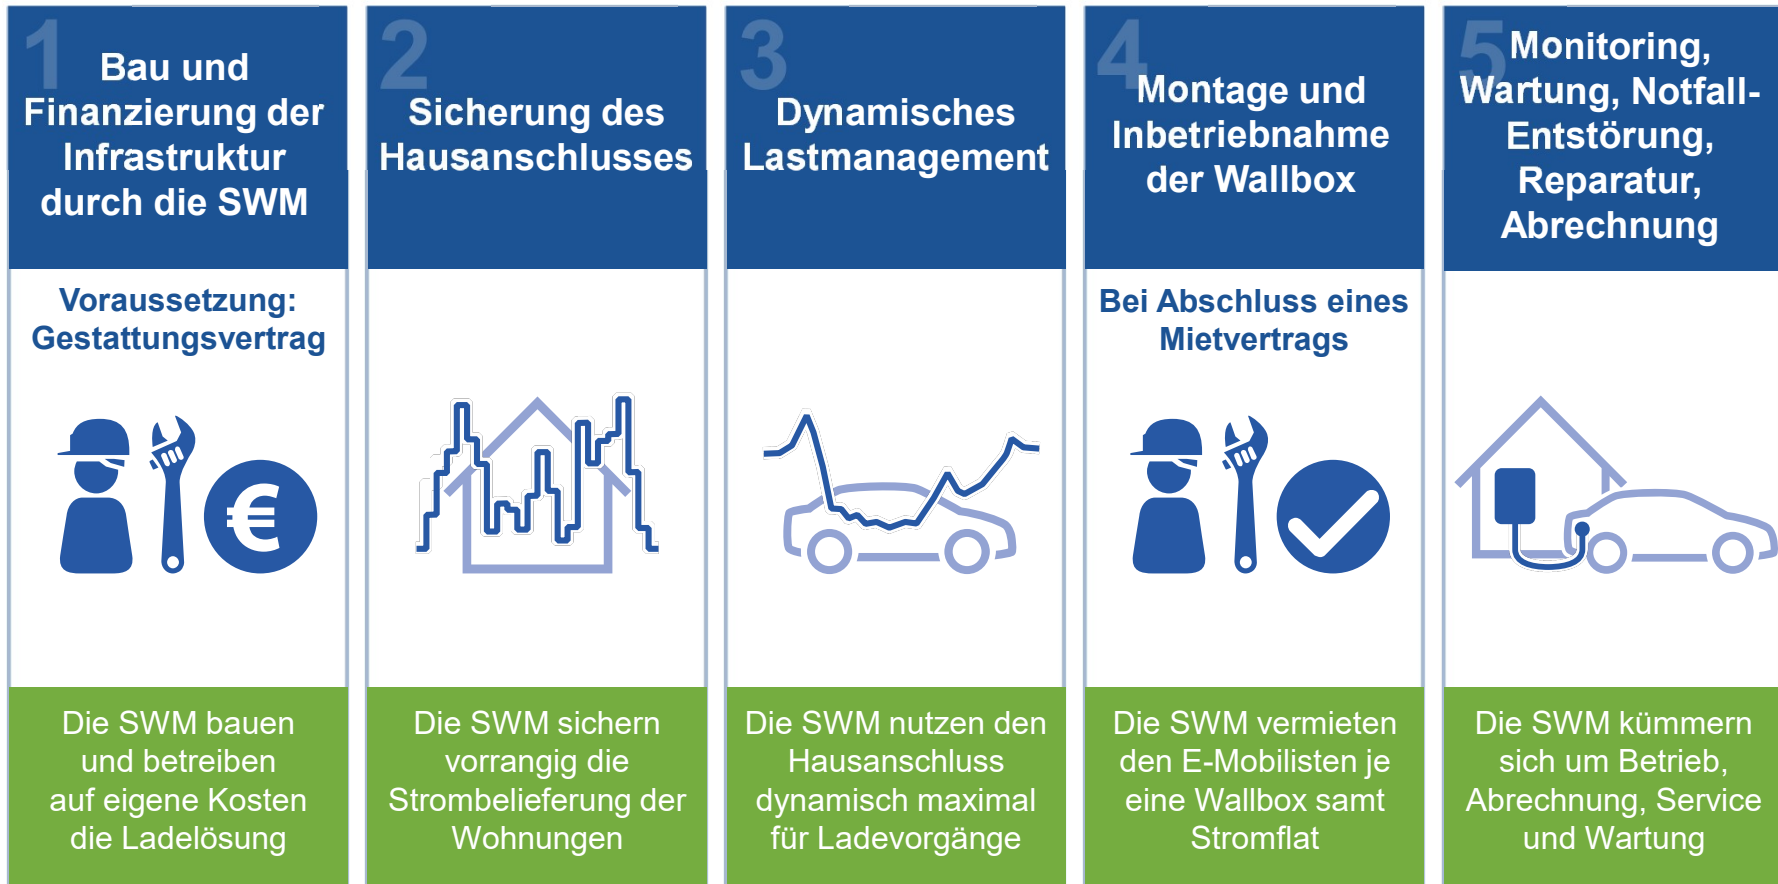 1
Bau und
Finanzierung der
Infrastruktur
durch die SWM
Voraussetzung:
Gestattungsvertrag
€
Die SWM bauen
und betreiben
auf eigene Kosten
die Ladelösung
2
Sicherung des
Hausanschlusses
Die SWM sichern
vorrangig die
Strombelieferung der
Wohnungen
3
Dynamisches
Lastmanagement
Die SWM nutzen den
Hausanschluss
dynamisch maximal
für Ladevorgänge
4
Montage und
Inbetriebnahme
der Wallbox
Bei Abschluss eines
Mietvertrags
Die SWM vermieten
den E-Mobilisten je
eine Wallbox samt
Stromflat
5
Monitoring,
Wartung, Notfall-
Entstörung,
Reparatur,
Abrechnung
Die SWM kümmern
sich um Betrieb,
Abrechnung, Service
und Wartung